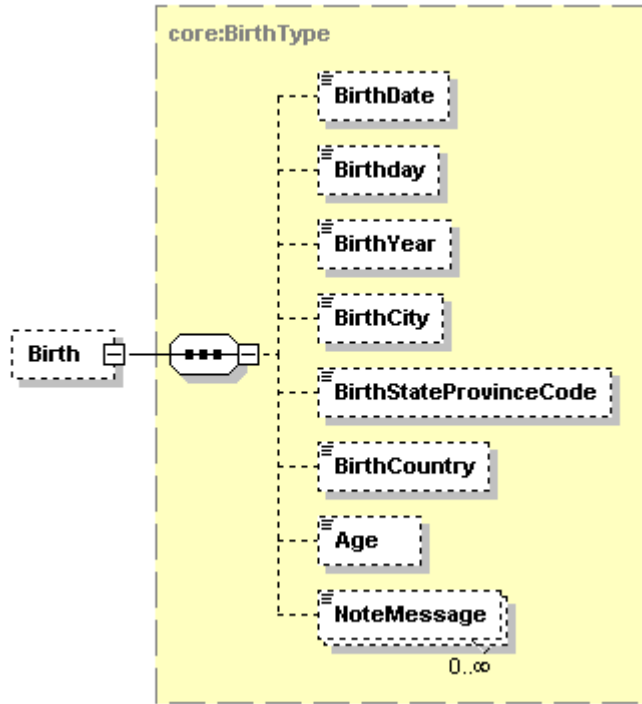 core:BirthType
BirthDate
Birthday
BirthYear
BirthCity
Birth
BirthStateProvinceCode
BirthCountry
Age
NoteMessage
0..∞